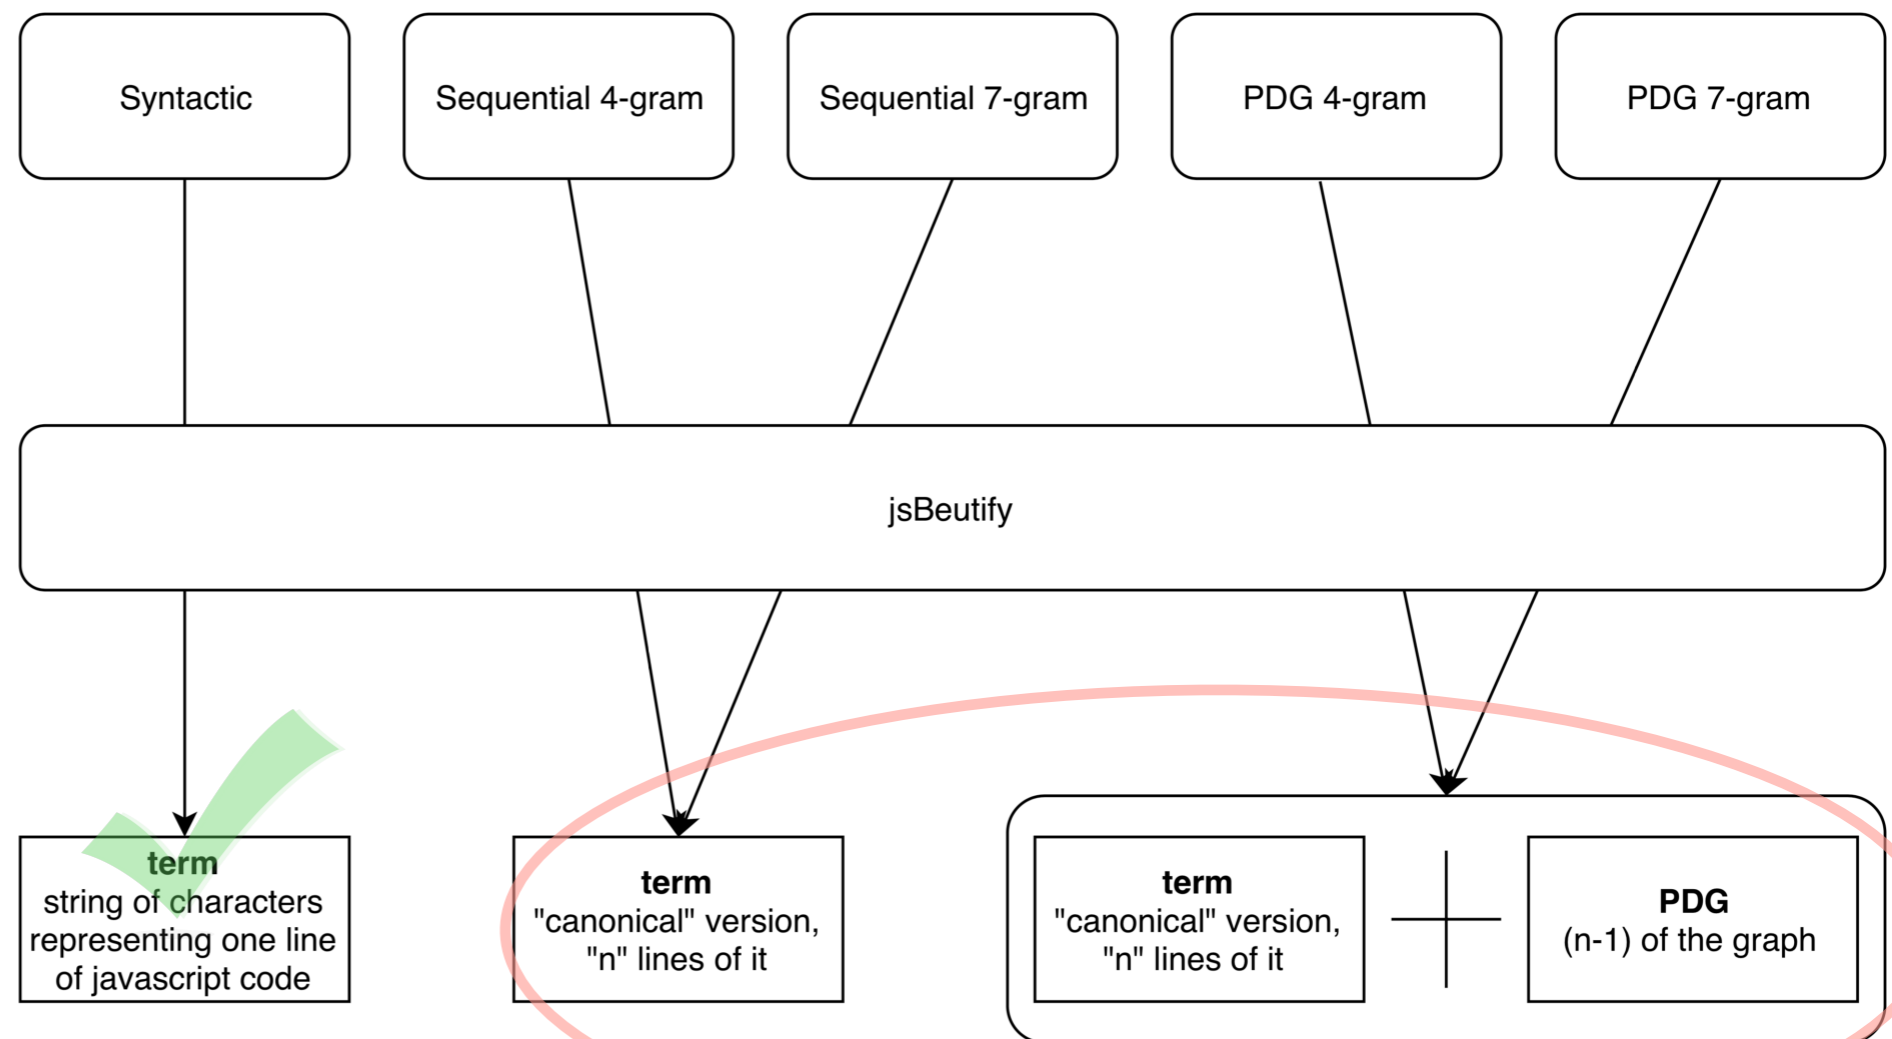 Syntactic
Sequential 4-gram
Sequential 7-gram
PDG 4-gram
PDG 7-gram
jsBeutify
term
string of characters
representing one line
of javascript code
term
"canonical" version,
"n" lines of it
term
"canonical" version,
"n" lines of it
PDG
(n-1) of the graph